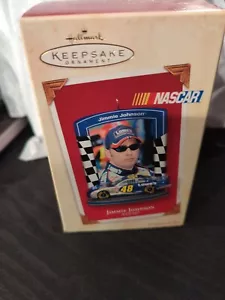 Hallmark
KEEPSAKE
ORNAMENT
NASCAR
Jimmie Johnson
48
Jimmie Johnson